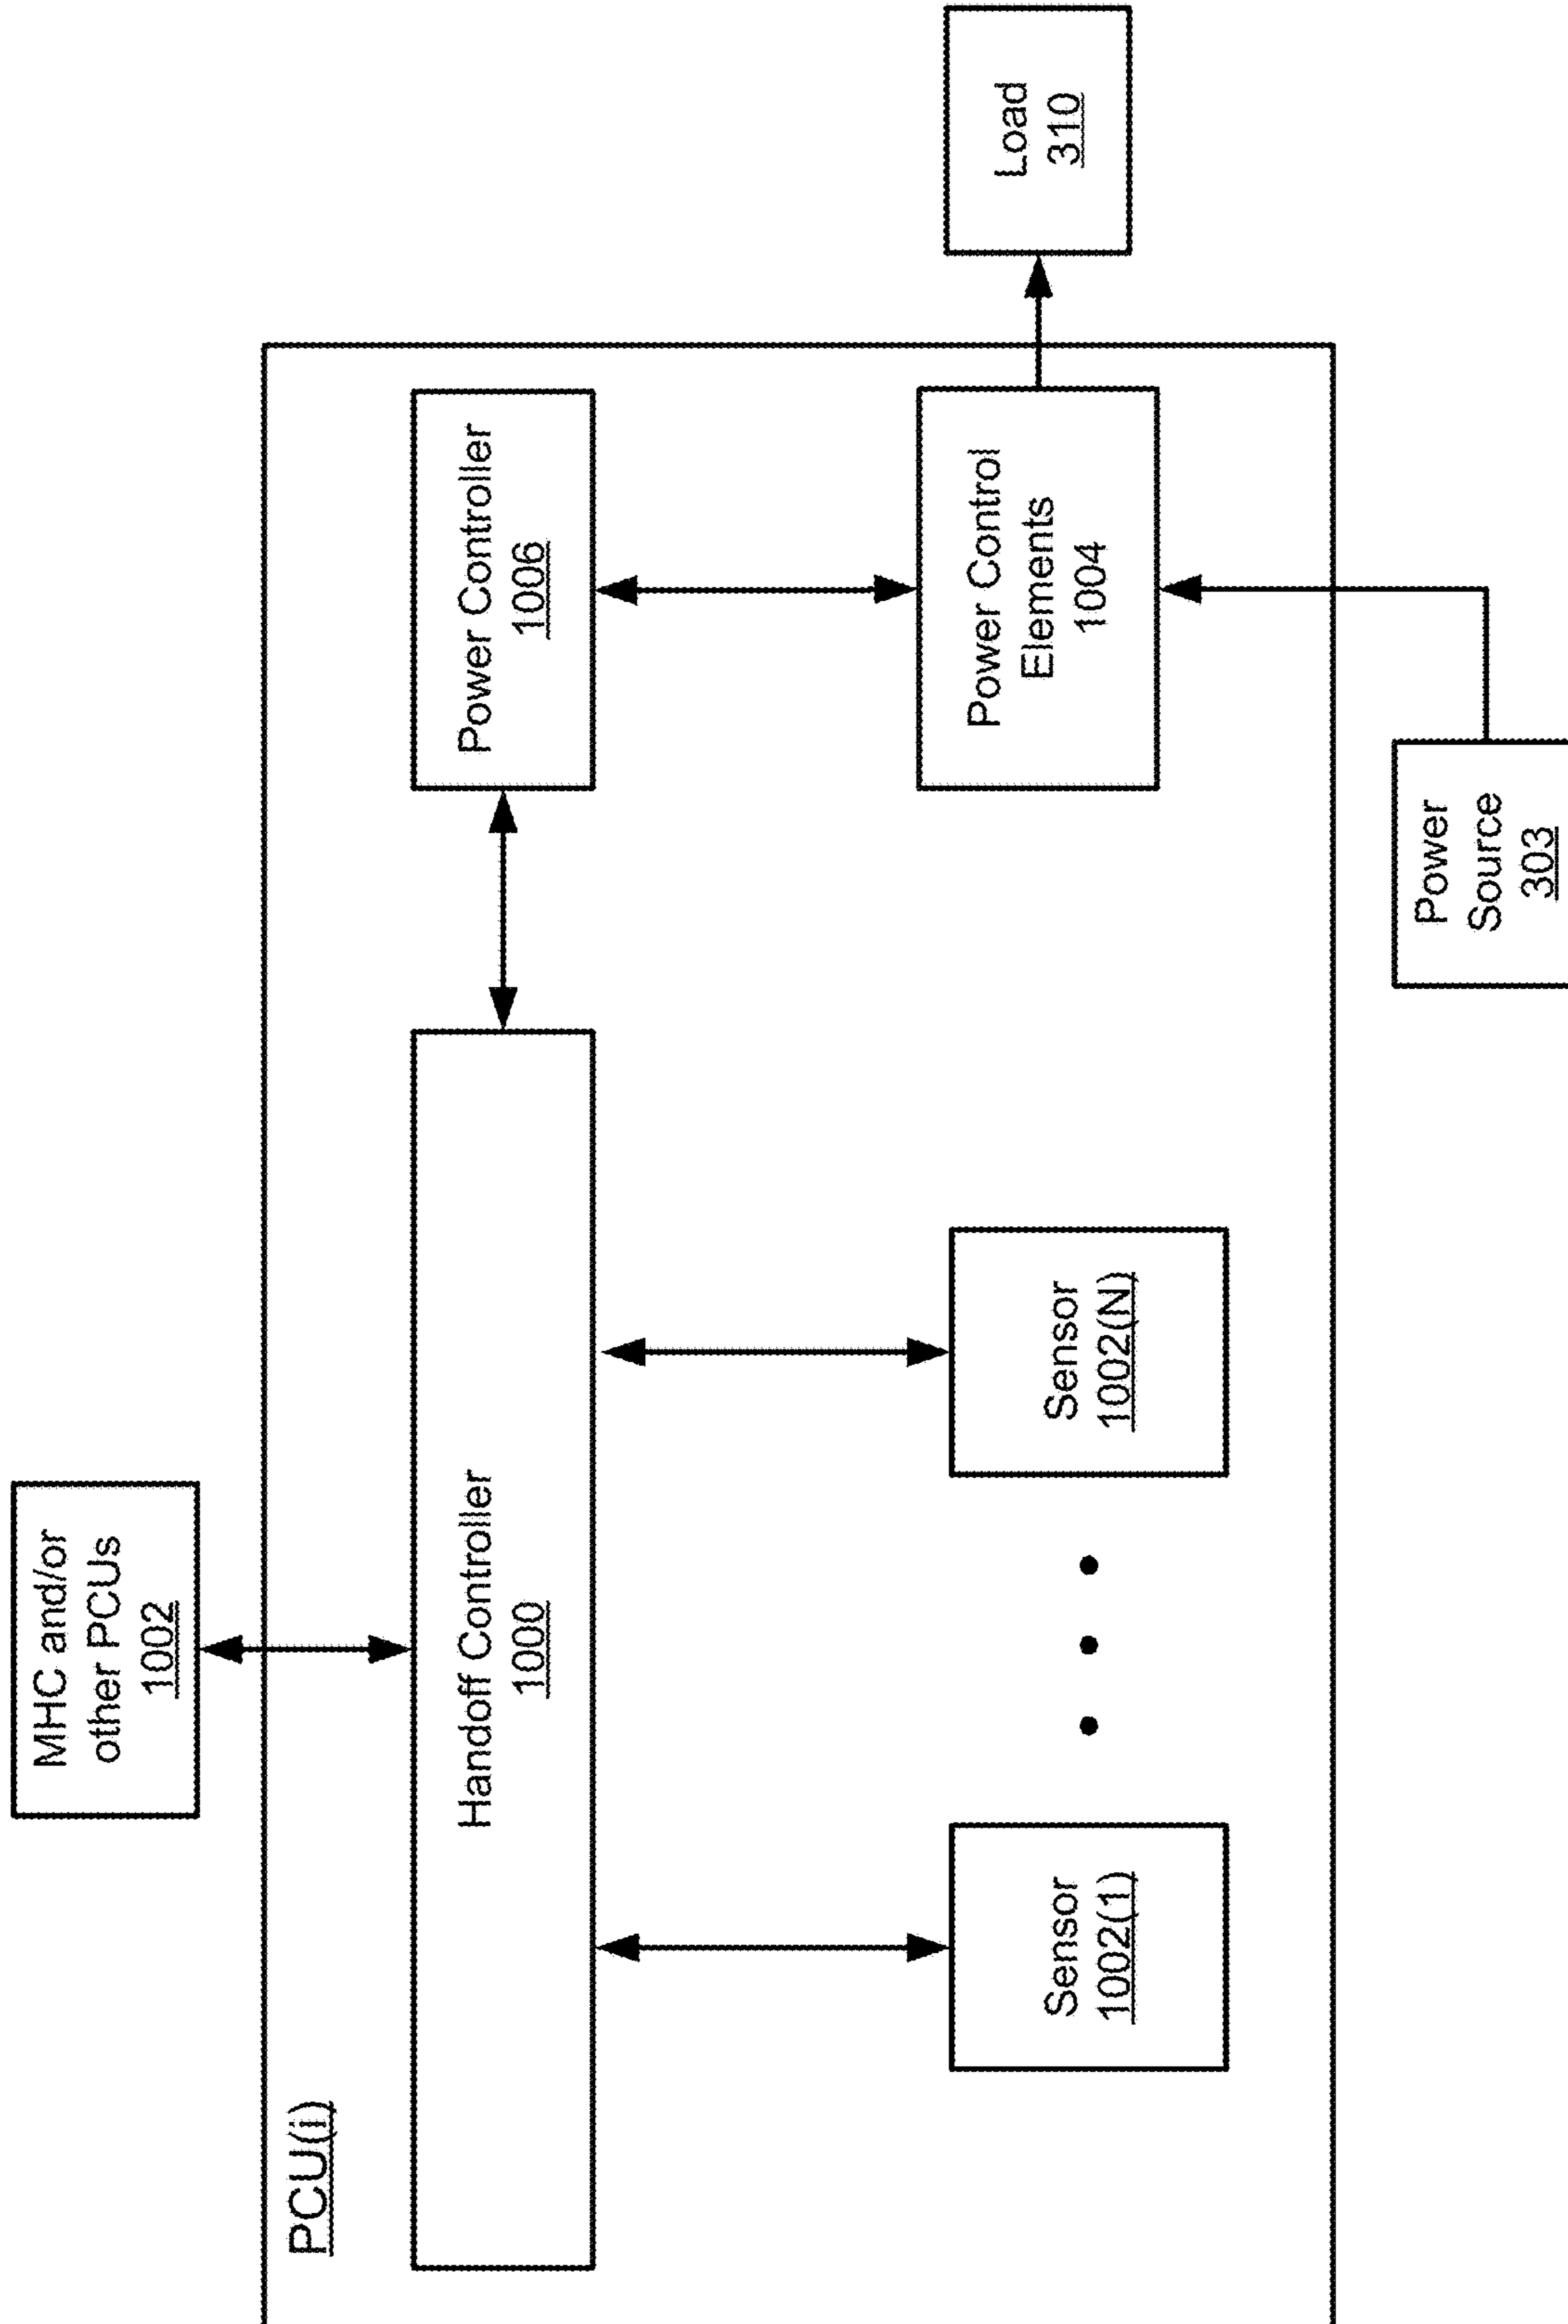 MHC and/or
other PCUs
1002
PCU(i)
Handoff Controller
1000
Power Controller
1006
Sensor
1002(1)
Sensor
1002(N)
Power Control
Elements
1004
Load
310
Power
Source
303